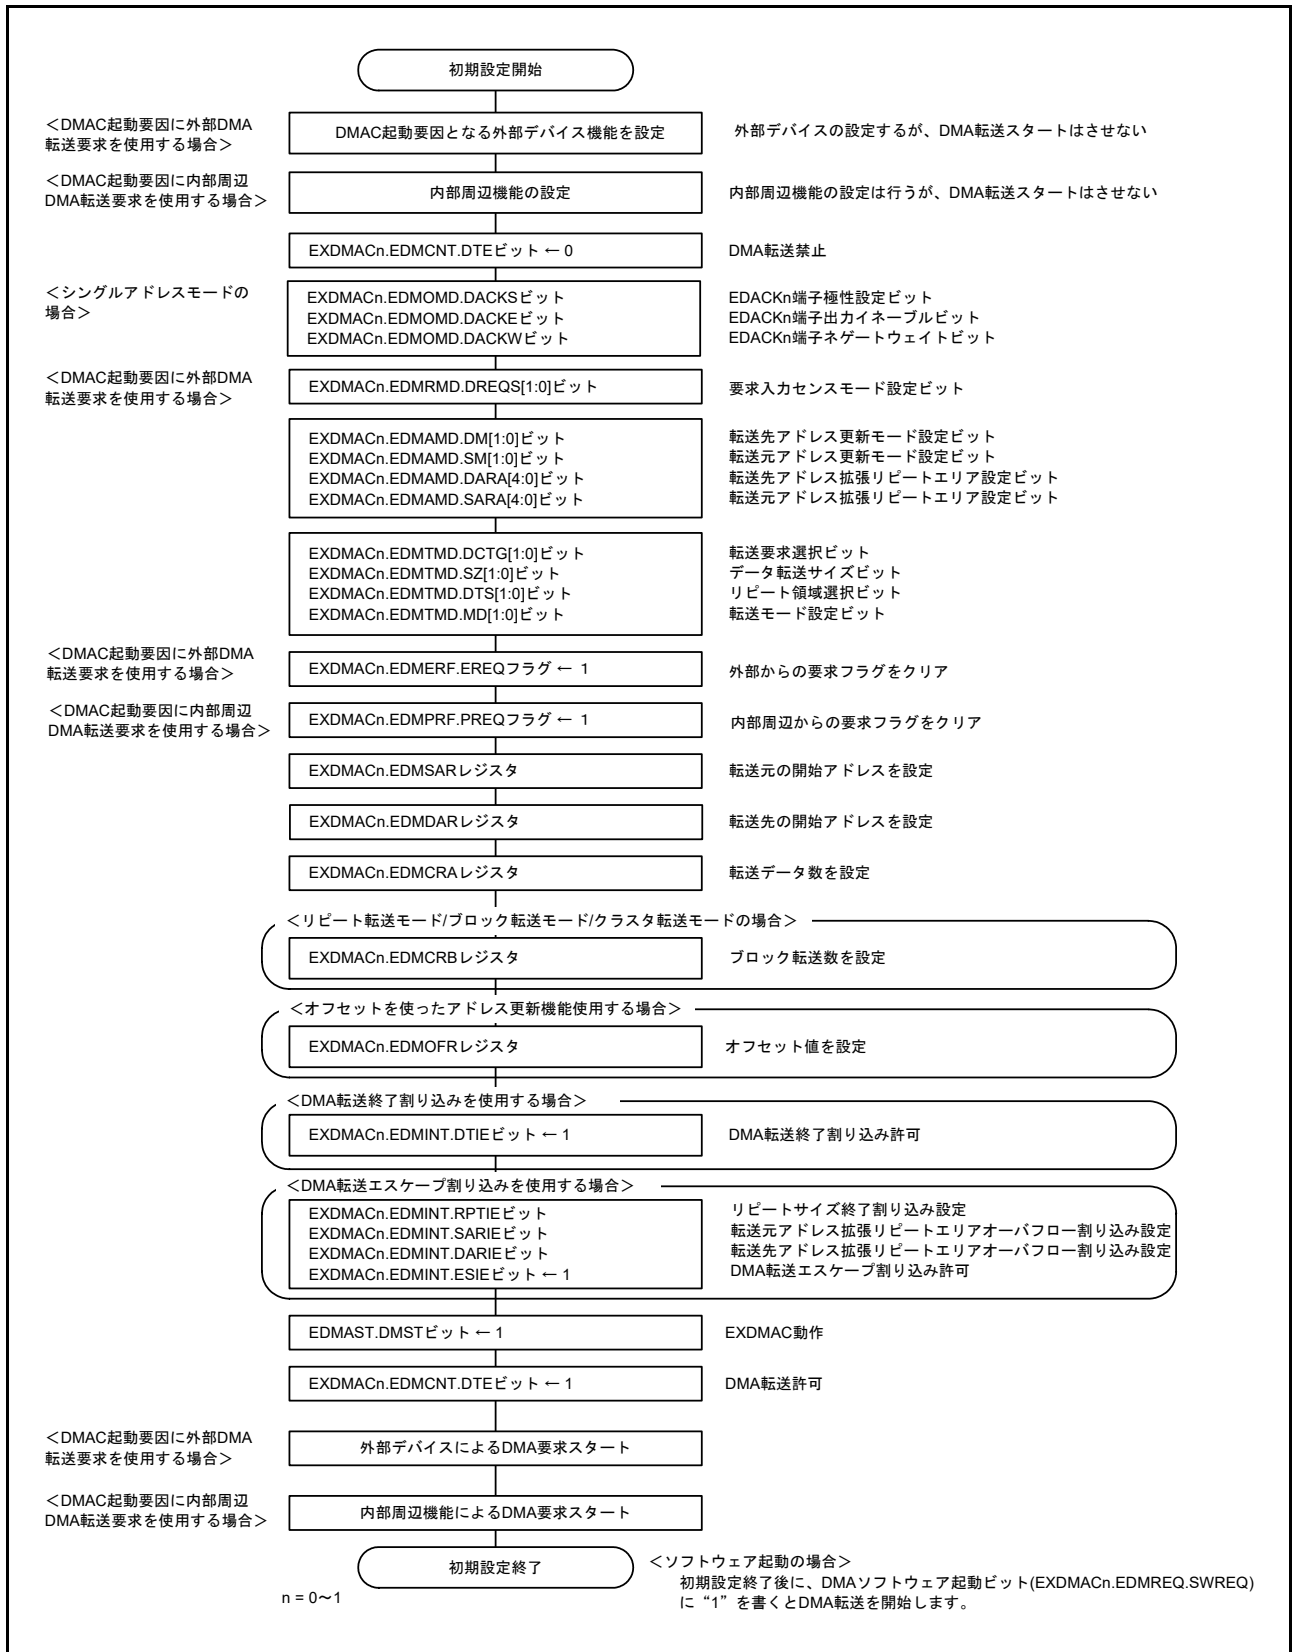 初期設定開始
<DMAC起動要因に外部DMA
転送要求を使用する場合>
DMAC起動要因となる外部デバイス機能を設定
外部デバイスの設定するが、DMA転送スタートはさせない
<DMAC起動要因に内部周辺
DMA転送要求を使用する場合>
内部周辺機能の設定
内部周辺機能の設定は行うが、DMA転送スタートはさせない
EXDMACn.EDMCNT.DTEビット ← 0
DMA転送禁止
<シングルアドレスモードの
場合>
EXDMACn.EDMOMD.DACKSビット
EXDMACn.EDMOMD.DACKEビット
EXDMACn.EDMOMD.DACKWビット
EDACKn端子極性設定ビット
EDACKn端子出力イネーブルビット
EDACKn端子ネゲートウェイトビット
<DMAC起動要因に外部DMA
転送要求を使用する場合>
EXDMACn.EDMRMD.DREQS[1:0]ビット
要求入力センスモード設定ビット
EXDMACn.EDMAMD.DM[1:0]ビット
EXDMACn.EDMAMD.SM[1:0]ビット
EXDMACn.EDMAMD.DARA[4:0]ビット
EXDMACn.EDMAMD.SARA[4:0]ビット
転送先アドレス更新モード設定ビット
転送元アドレス更新モード設定ビット
転送先アドレス拡張リピートエリア設定ビット
転送元アドレス拡張リピートエリア設定ビット
EXDMACn.EDMTMD.DCTG[1:0]ビット
EXDMACn.EDMTMD.SZ[1:0]ビット
EXDMACn.EDMTMD.DTS[1:0]ビット
EXDMACn.EDMTMD.MD[1:0]ビット
転送要求選択ビット
データ転送サイズビット
リピート領域選択ビット
転送モード設定ビット
<DMAC起動要因に外部DMA
転送要求を使用する場合>
EXDMACn.EDMERF.EREQフラグ ← 1
外部からの要求フラグをクリア
<DMAC起動要因に内部周辺
DMA転送要求を使用する場合>
EXDMACn.EDMPRF.PREQフラグ ← 1
内部周辺からの要求フラグをクリア
EXDMACn.EDMSARレジスタ
転送元の開始アドレスを設定
EXDMACn.EDMDARレジスタ
転送先の開始アドレスを設定
EXDMACn.EDMCRAレジスタ
転送データ数を設定
<リピート転送モード/ブロック転送モード/クラスタ転送モードの場合>
EXDMACn.EDMCRBレジスタ
ブロック転送数を設定
<オフセットを使ったアドレス更新機能使用する場合>
EXDMACn.EDMOFRレジスタ
オフセット値を設定
<DMA転送終了割り込みを使用する場合>
EXDMACn.EDMINT.DTIEビット ← 1
DMA転送終了割り込み許可
<DMA転送エスケープ割り込みを使用する場合>
EXDMACn.EDMINT.RPTIEビット
EXDMACn.EDMINT.SARIEビット
EXDMACn.EDMINT.DARIEビット
EXDMACn.EDMINT.ESIEビット ← 1
リピートサイズ終了割り込み設定
転送元アドレス拡張リピートエリアオーバフロー割り込み設定
転送先アドレス拡張リピートエリアオーバフロー割り込み設定
DMA転送エスケープ割り込み許可
EDMAST.DMSTビット ← 1
EXDMAC動作
EXDMACn.EDMCNT.DTEビット ← 1
DMA転送許可
<DMAC起動要因に外部DMA
転送要求を使用する場合>
外部デバイスによるDMA要求スタート
<DMAC起動要因に内部周辺
DMA転送要求を使用する場合>
内部周辺機能によるDMA要求スタート
初期設定終了
<ソフトウェア起動の場合>
初期設定終了後に、DMAソフトウェア起動ビット(EXDMACn.EDMREQ.SWREQ)
に“1”を書くとDMA転送を開始します。
n = 0~1